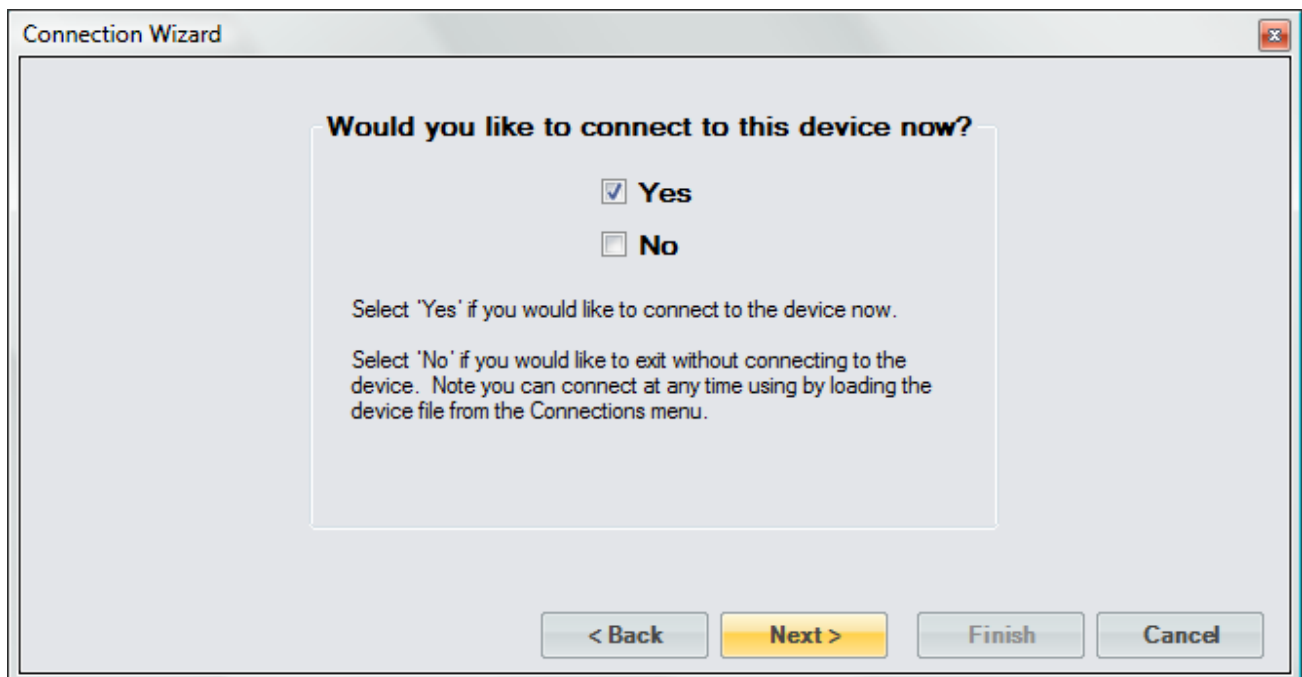 Connection Wizard
Would you like to connect to this device now?
Yes
No
Select 'Yes' if you would like to connect to the device now.
Select 'No' if you would like to exit without connecting to the
device.  Note you can connect at any time using by loading the
device file from the Connections menu.
< Back
Next >
Finish
Cancel